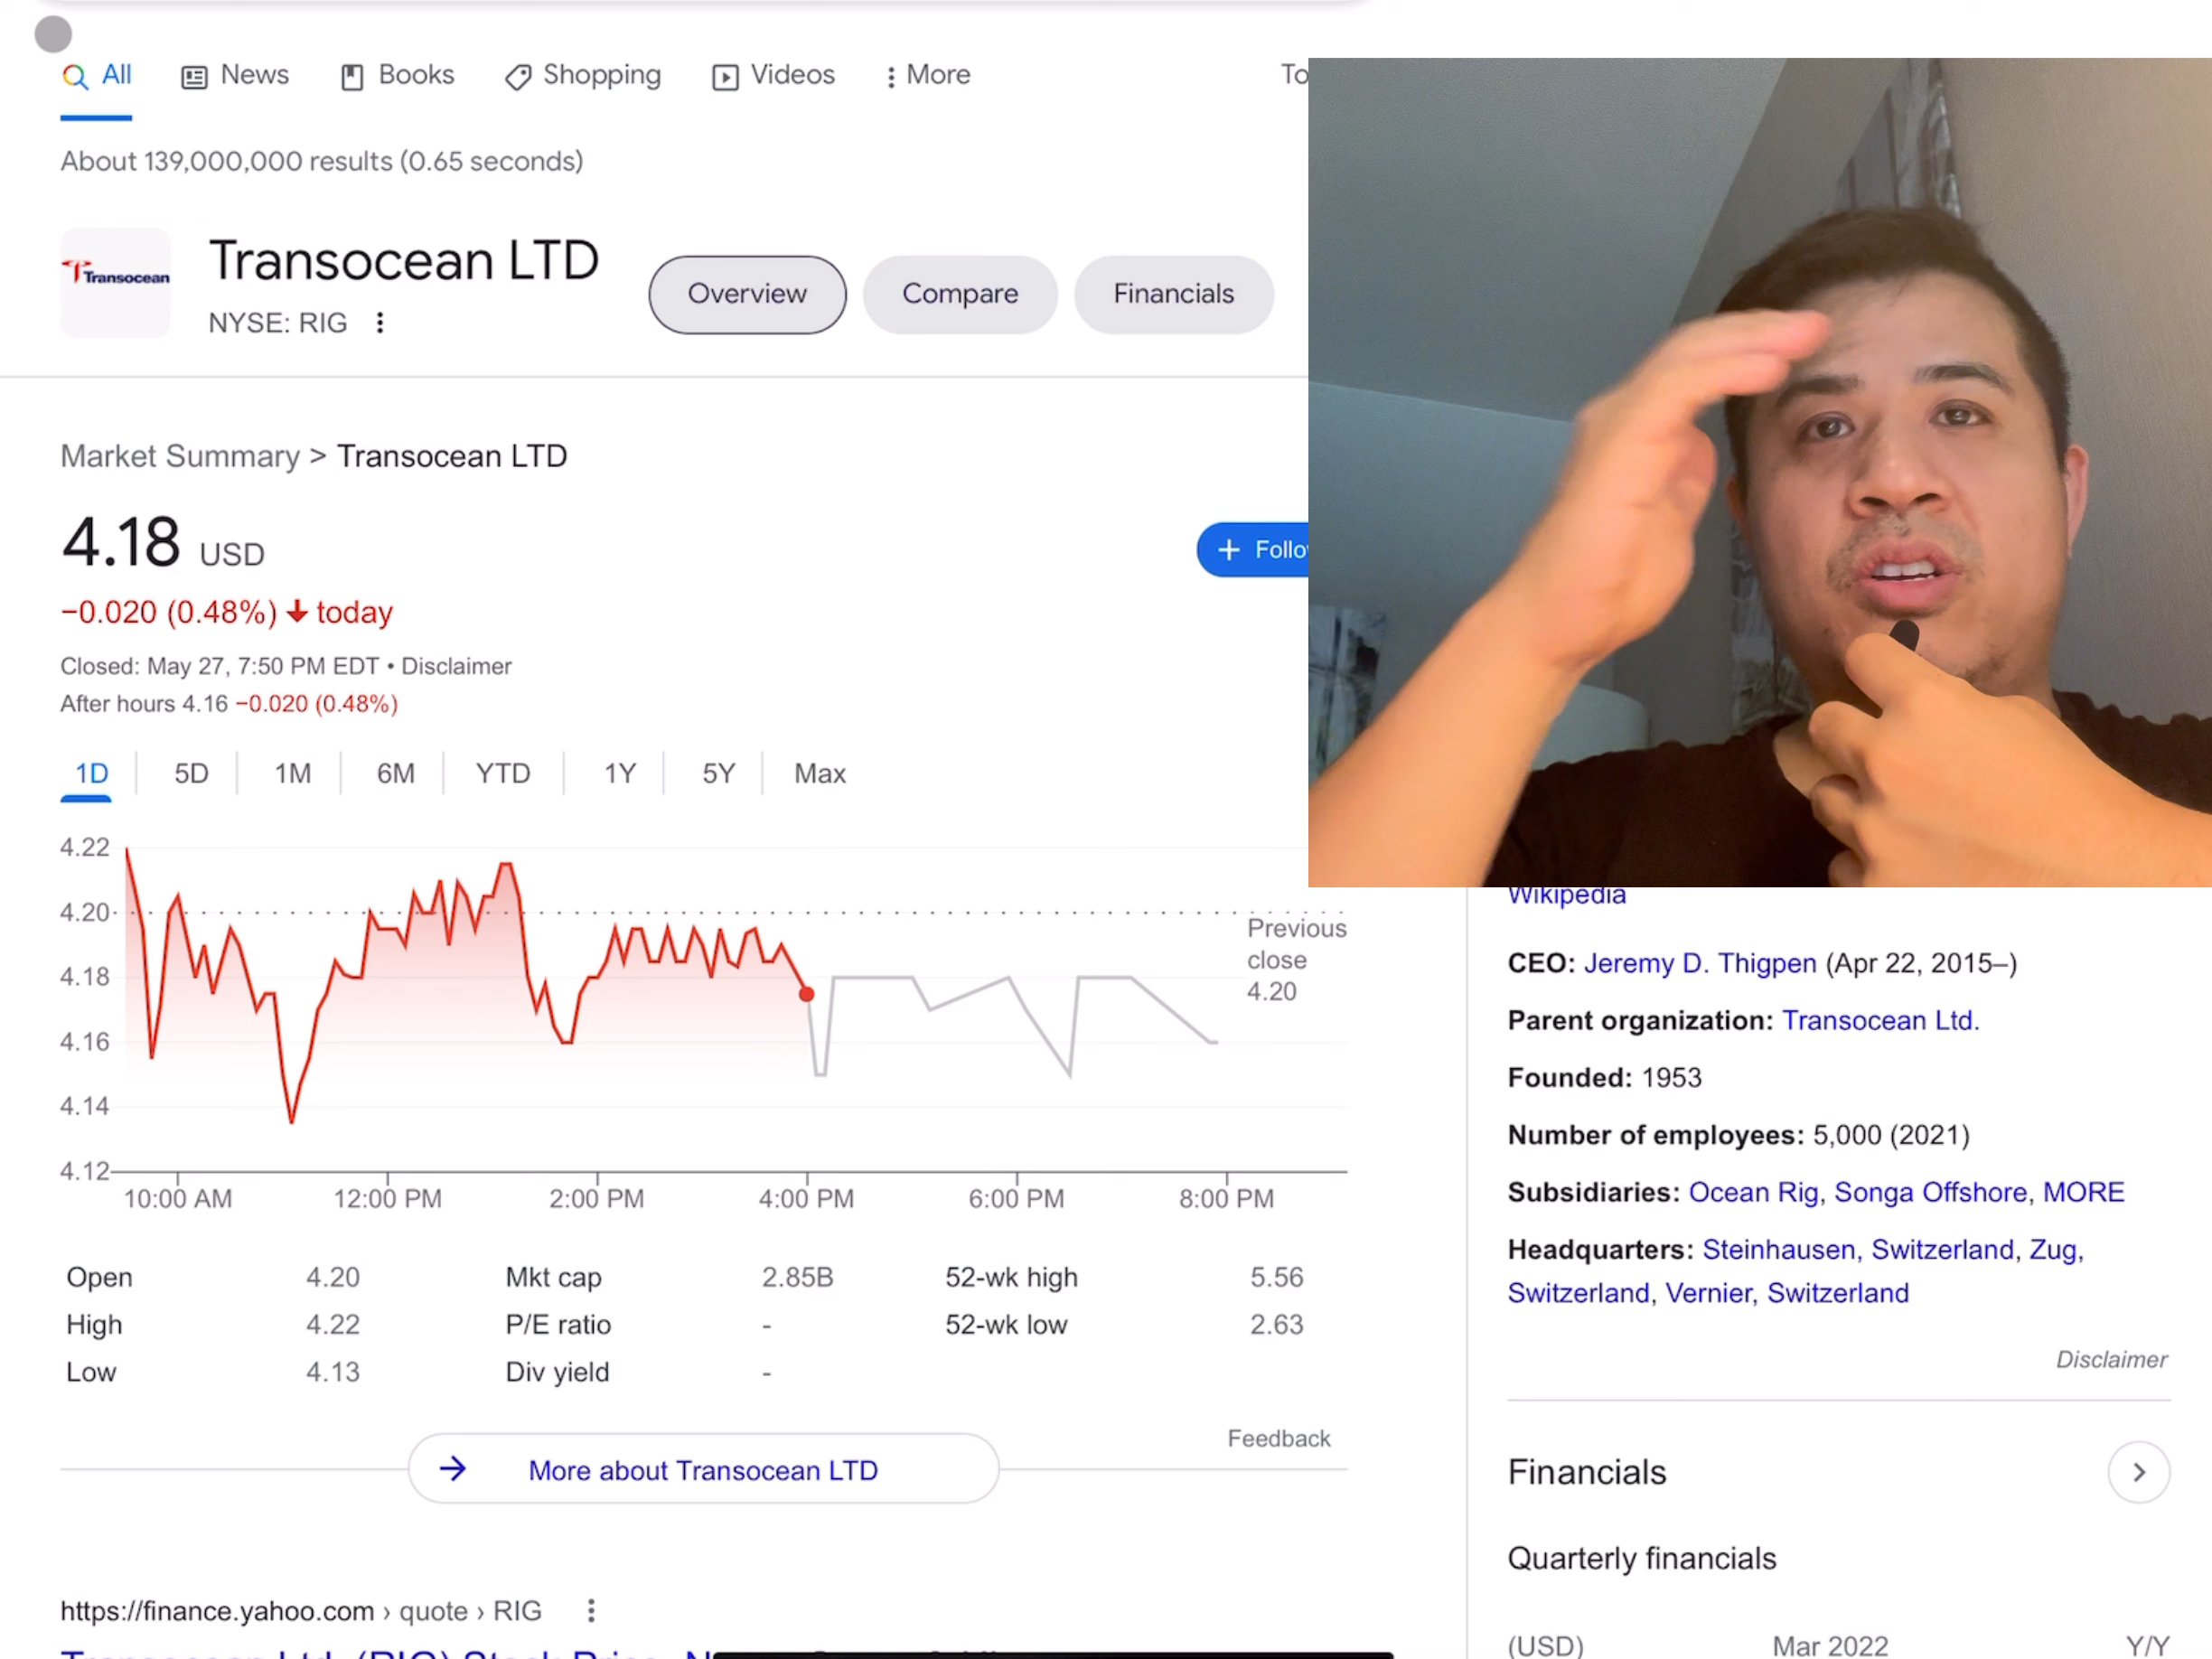 All News Books Shopping Videos More To
About 139,000,000 results (0.65 seconds)
Transocean
Transocean LTD
NYSE: RIG
Overview Compare Financials
Market Summary > Transocean LTD
4.18 USD
+ Follo
−0.020 (0.48%) ↓ today
Closed: May 27, 7:50 PM EDT • Disclaimer
After hours 4.16 −0.020 (0.48%)
1D 5D 1M 6M YTD 1Y 5Y Max
4.22
4.20
4.18
4.16
4.14
4.12
Previous
close
4.20
10:00 AM 12:00 PM 2:00 PM 4:00 PM 6:00 PM 8:00 PM
Open 4.20 Mkt cap 2.85B 52-wk high 5.56
High 4.22 P/E ratio - 52-wk low 2.63
Low 4.13 Div yield -
Feedback
→ More about Transocean LTD
https://finance.yahoo.com › quote › RIG
Transocean Ltd. (RIG) Stock Price, N
Wikipedia
CEO: Jeremy D. Thigpen (Apr 22, 2015–)
Parent organization: Transocean Ltd.
Founded: 1953
Number of employees: 5,000 (2021)
Subsidiaries: Ocean Rig, Songa Offshore, MORE
Headquarters: Steinhausen, Switzerland, Zug,
Switzerland, Vernier, Switzerland
Disclaimer
Financials
Quarterly financials
(USD) Mar 2022 Y/Y